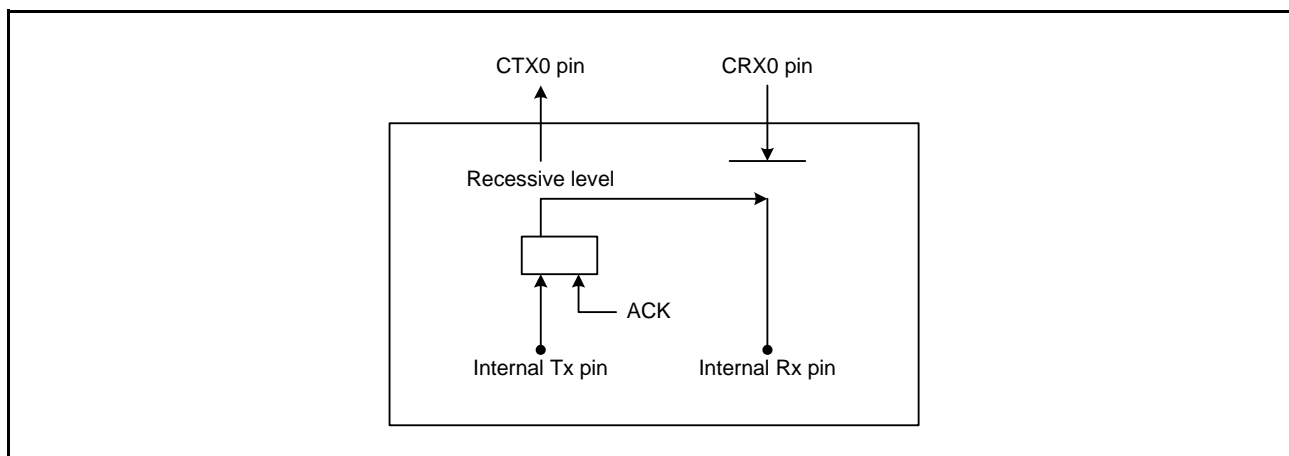 CTX0 pin
CRX0 pin
Recessive level
ACK
Internal Tx pin
Internal Rx pin